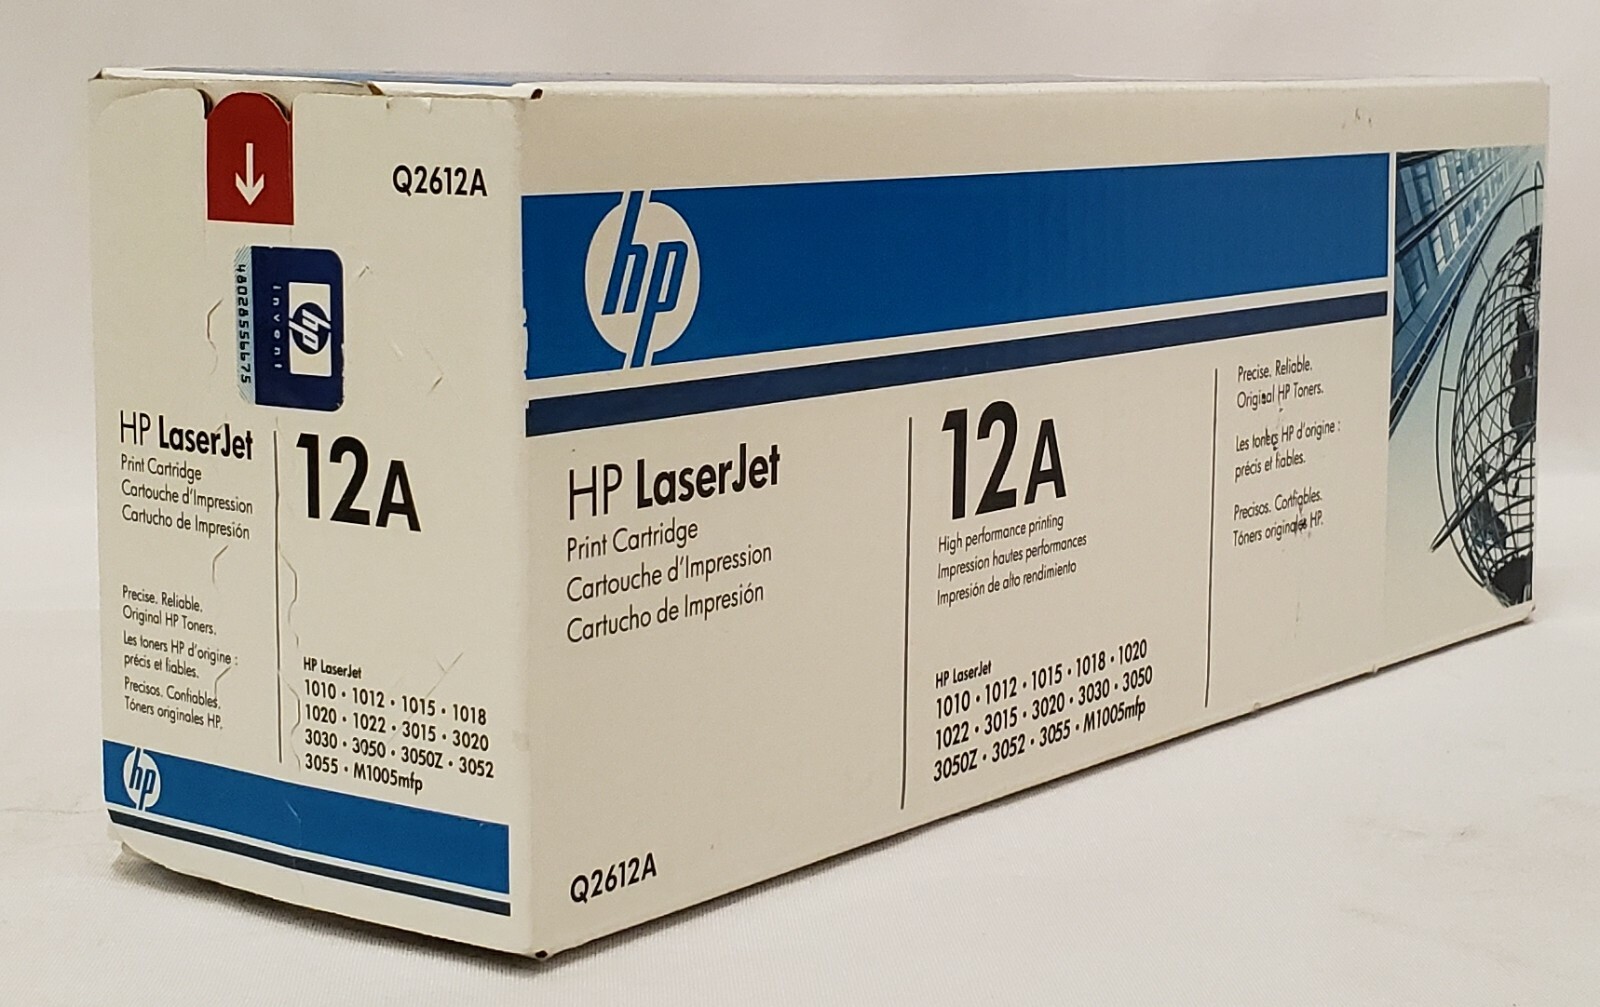 Q2612A
hp
invent
4802855667 5
HP LaserJet
Print Cartridge
Cartouche d'Impression
Cartucho de Impresión
12A
Precise. Reliable.
Original HP Toners.
Les toners HP d'origine :
précis et fiables.
Precisos. Confiables.
Tóners originales HP.
HP LaserJet
1010 • 1012 • 1015 • 1018
1020 • 1022 • 3015 • 3020
3030 • 3050 • 3050Z • 3052
3055 • M1005mfp
hp
hp
HP LaserJet
Print Cartridge
Cartouche d'Impression
Cartucho de Impresión
Q2612A
12A
High performance printing
Impression hautes performances
Impresión de alto rendimiento
HP LaserJet
1010 • 1012 • 1015 • 1018 • 1020
1022 • 3015 • 3020 • 3030 • 3050
3050Z • 3052 • 3055 • M1005mfp
Precise. Reliable.
Original HP Toners.
Les toners HP d'origine :
précis et fiables.
Precisos. Confiables.
Tóners originales HP.